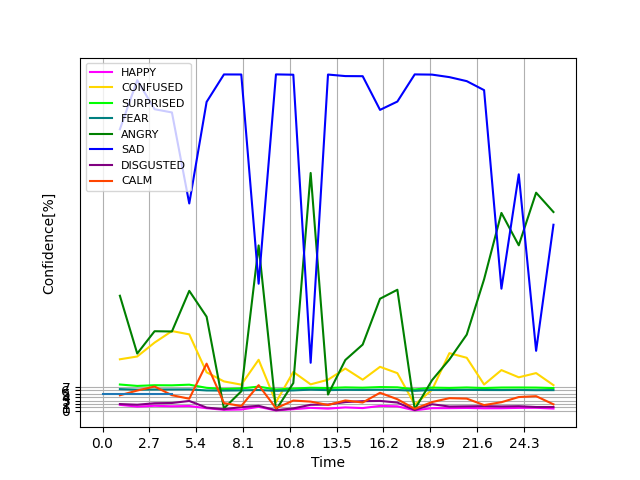 HAPPY
CONFUSED
SURPRISED
FEAR
ANGRY
SAD
DISGUSTED
CALM
Confidence[%]
7
0.0 2.7 5.4 8.1 10.8 13.5 16.2 18.9 21.6 24.3
Time